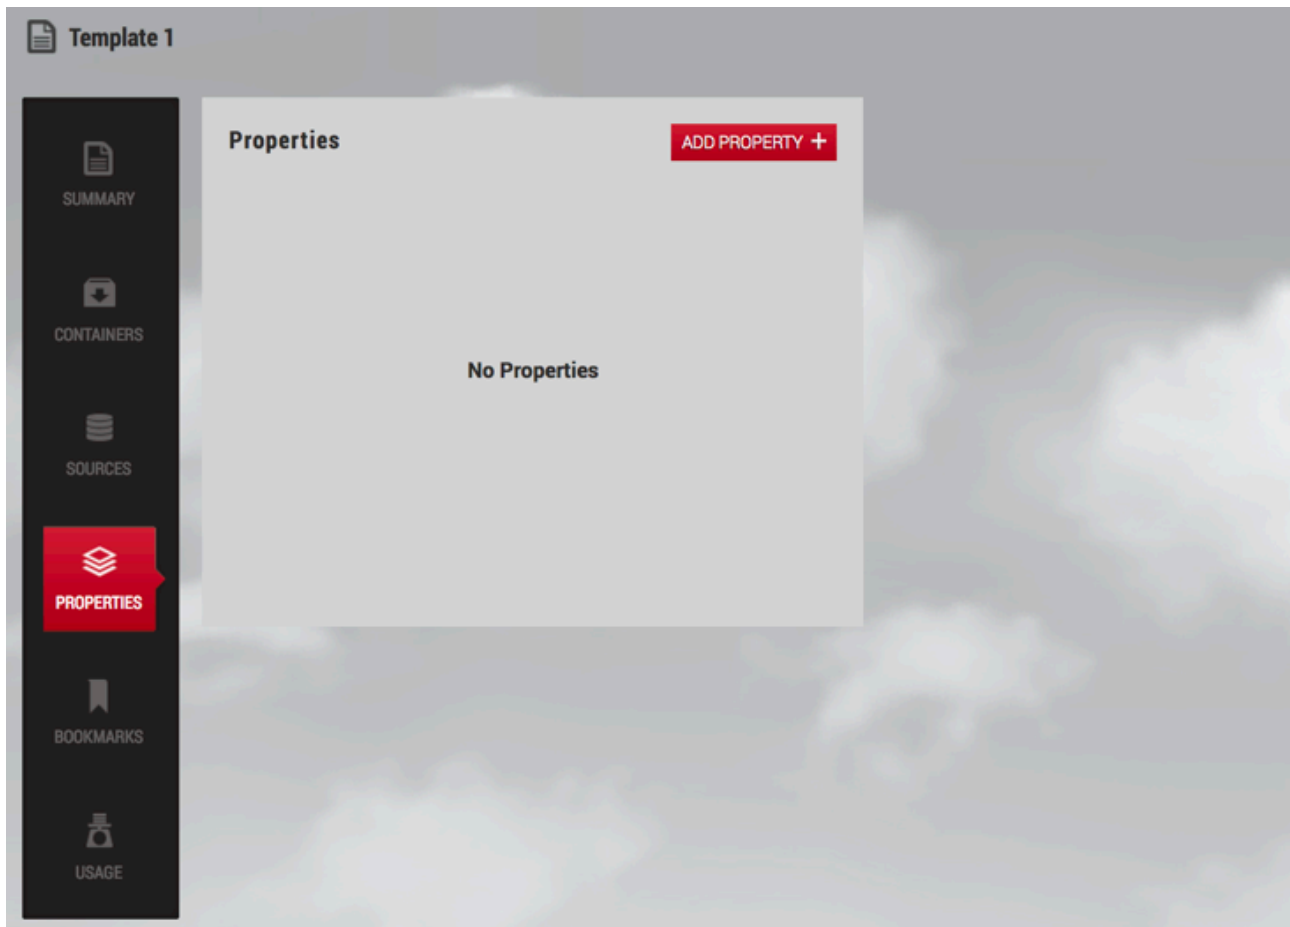 Template 1
SUMMARY
CONTAINERS
SOURCES
PROPERTIES
BOOKMARKS
USAGE
Properties
ADD PROPERTY +
No Properties